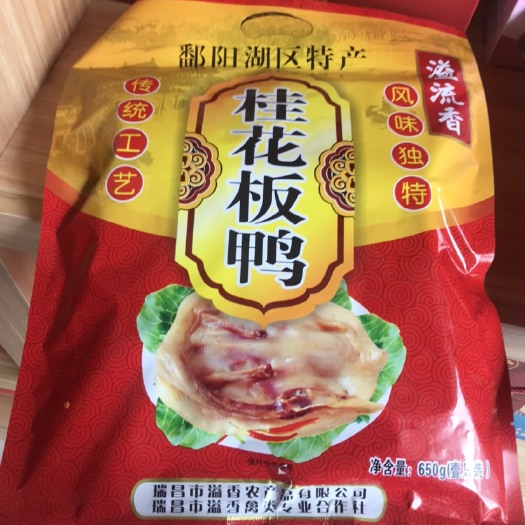 鄱阳湖区特产
溢流香
传统工艺
桂花板鸭
风味独特
净含量：650g(壹只装)
瑞昌市溢香农产品有限公司
瑞昌市溢香禽类专业合作社